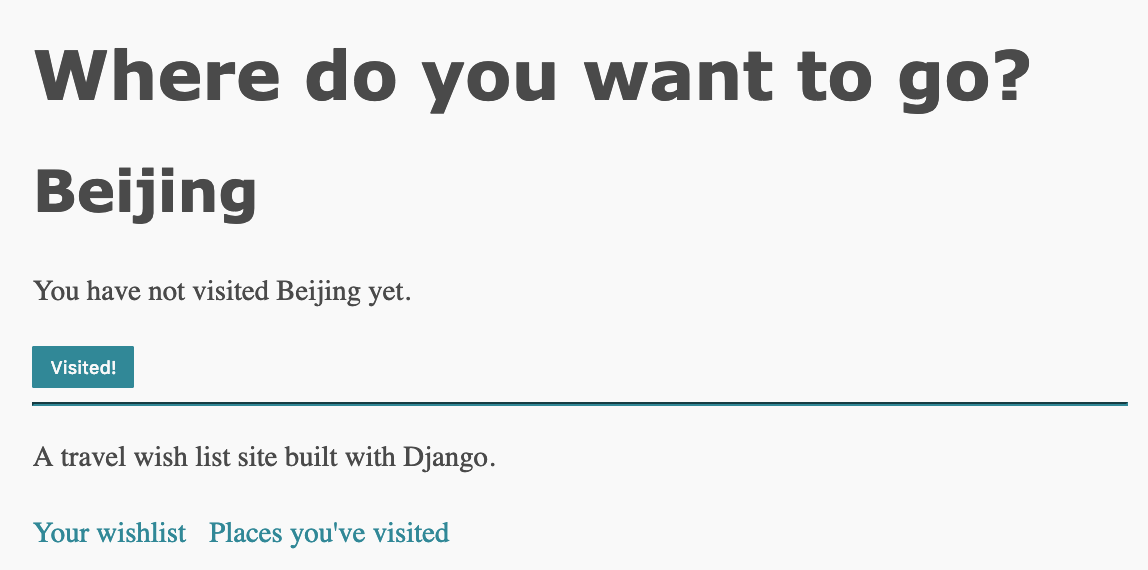 Where do you want to go?
Beijing
You have not visited Beijing yet.
Visited!
A travel wish list site built with Django.
Your wishlist Places you've visited